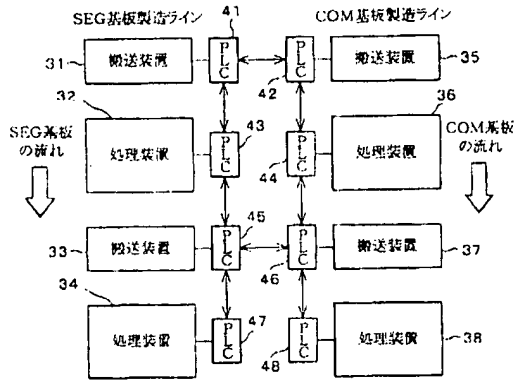 SEG基板製造ライン
COM基板製造ライン
41
31
搬送装置
PLC
PLC
搬送装置
35
42
32
36
SEG基板
の流れ
処理装置
PLC
43
PLC
44
処理装置
COM基板
の流れ
45
33
搬送装置
PLC
PLC
搬送装置
37
46
34
処理装置
PLC
47
PLC
48
処理装置
38